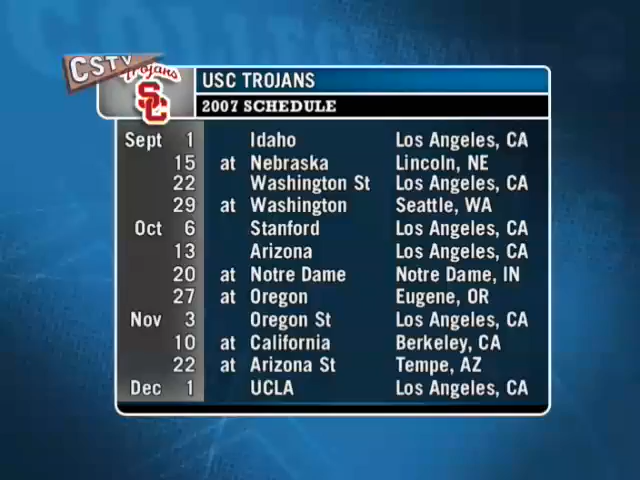 COLLEGE
CSTV
Trojans
SC
USC TROJANS
2007 SCHEDULE
Sept 1 Idaho Los Angeles, CA
15 at Nebraska Lincoln, NE
22 Washington St Los Angeles, CA
29 at Washington Seattle, WA
Oct 6 Stanford Los Angeles, CA
13 Arizona Los Angeles, CA
20 at Notre Dame Notre Dame, IN
27 at Oregon Eugene, OR
Nov 3 Oregon St Los Angeles, CA
10 at California Berkeley, CA
22 at Arizona St Tempe, AZ
Dec 1 UCLA Los Angeles, CA